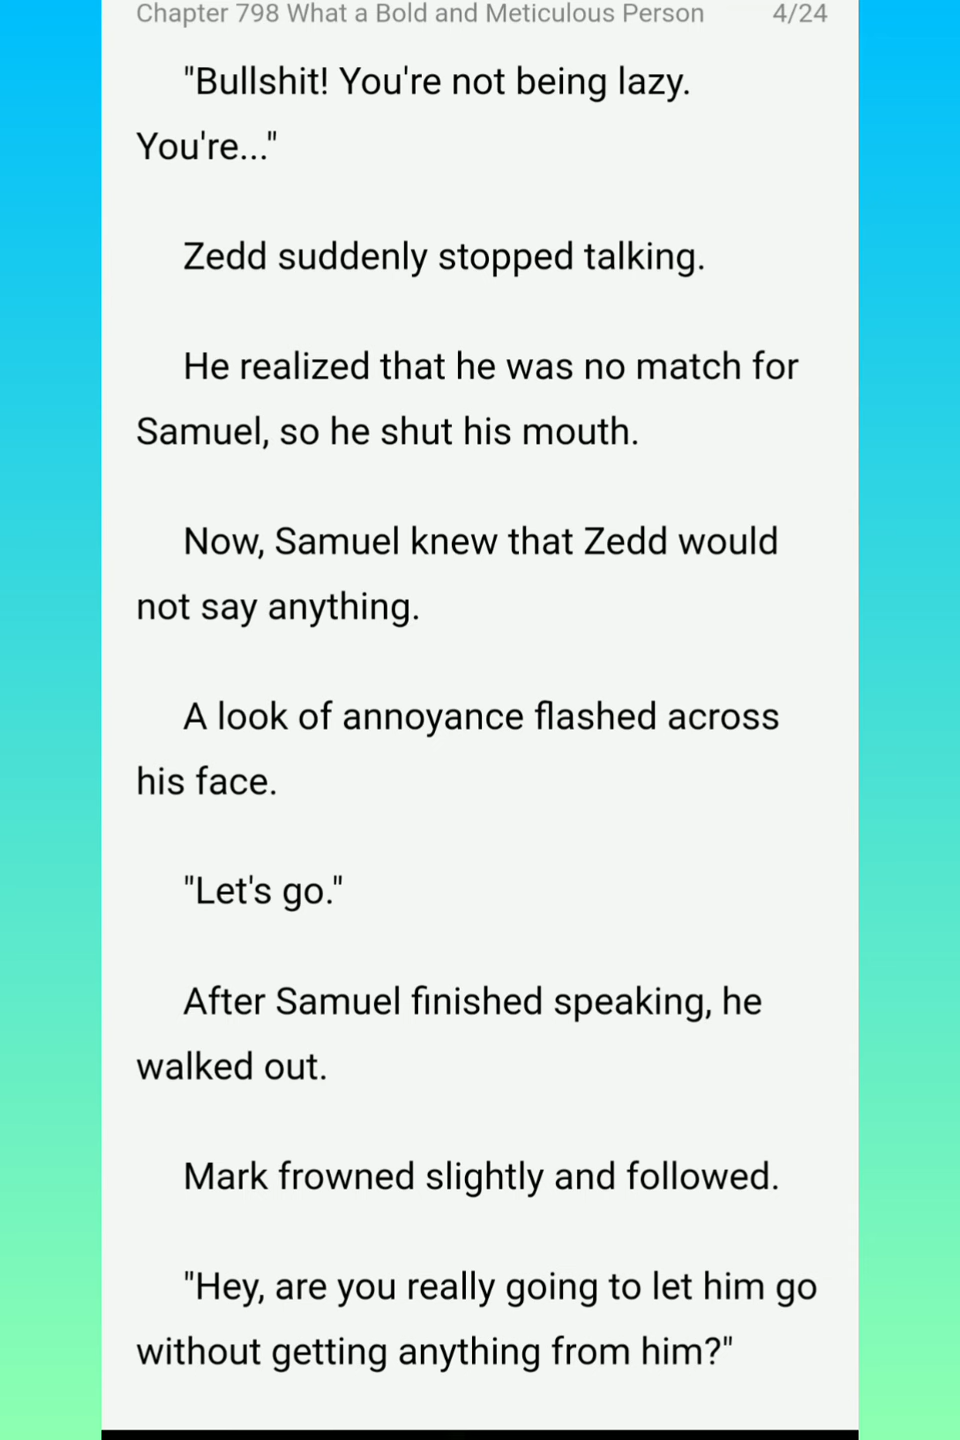 Chapter 798 What a Bold and Meticulous Person 4/24
"Bullshit! You're not being lazy.
You're..."
Zedd suddenly stopped talking.
He realized that he was no match for
Samuel, so he shut his mouth.
Now, Samuel knew that Zedd would
not say anything.
A look of annoyance flashed across
his face.
"Let's go."
After Samuel finished speaking, he
walked out.
Mark frowned slightly and followed.
"Hey, are you really going to let him go
without getting anything from him?"